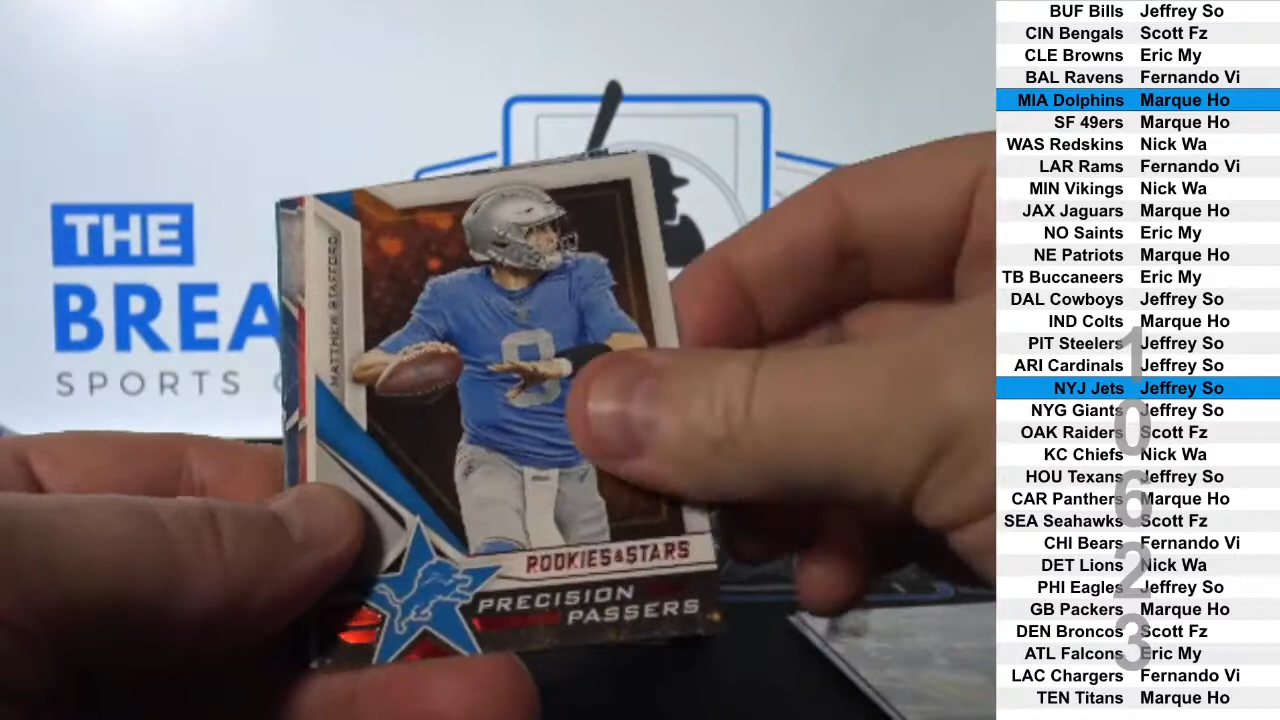 THE
BREA
SPORTS
MATTHEW STAFFORD
9
ROOKIES & STARS
PRECISION
PASSERS
BUF Bills Jeffrey So
CIN Bengals Scott Fz
CLE Browns Eric My
BAL Ravens Fernando Vi
MIA Dolphins Marque Ho
SF 49ers Marque Ho
WAS Redskins Nick Wa
LAR Rams Fernando Vi
MIN Vikings Nick Wa
JAX Jaguars Marque Ho
NO Saints Eric My
NE Patriots Marque Ho
TB Buccaneers Eric My
DAL Cowboys Jeffrey So
IND Colts Marque Ho
PIT Steelers Jeffrey So
ARI Cardinals Jeffrey So
NYJ Jets Jeffrey So
NYG Giants Jeffrey So
OAK Raiders Scott Fz
KC Chiefs Nick Wa
HOU Texans Jeffrey So
CAR Panthers Marque Ho
SEA Seahawks Scott Fz
CHI Bears Fernando Vi
DET Lions Nick Wa
PHI Eagles Jeffrey So
GB Packers Marque Ho
DEN Broncos Scott Fz
ATL Falcons Eric My
LAC Chargers Fernando Vi
TEN Titans Marque Ho
1
0
6
2
3